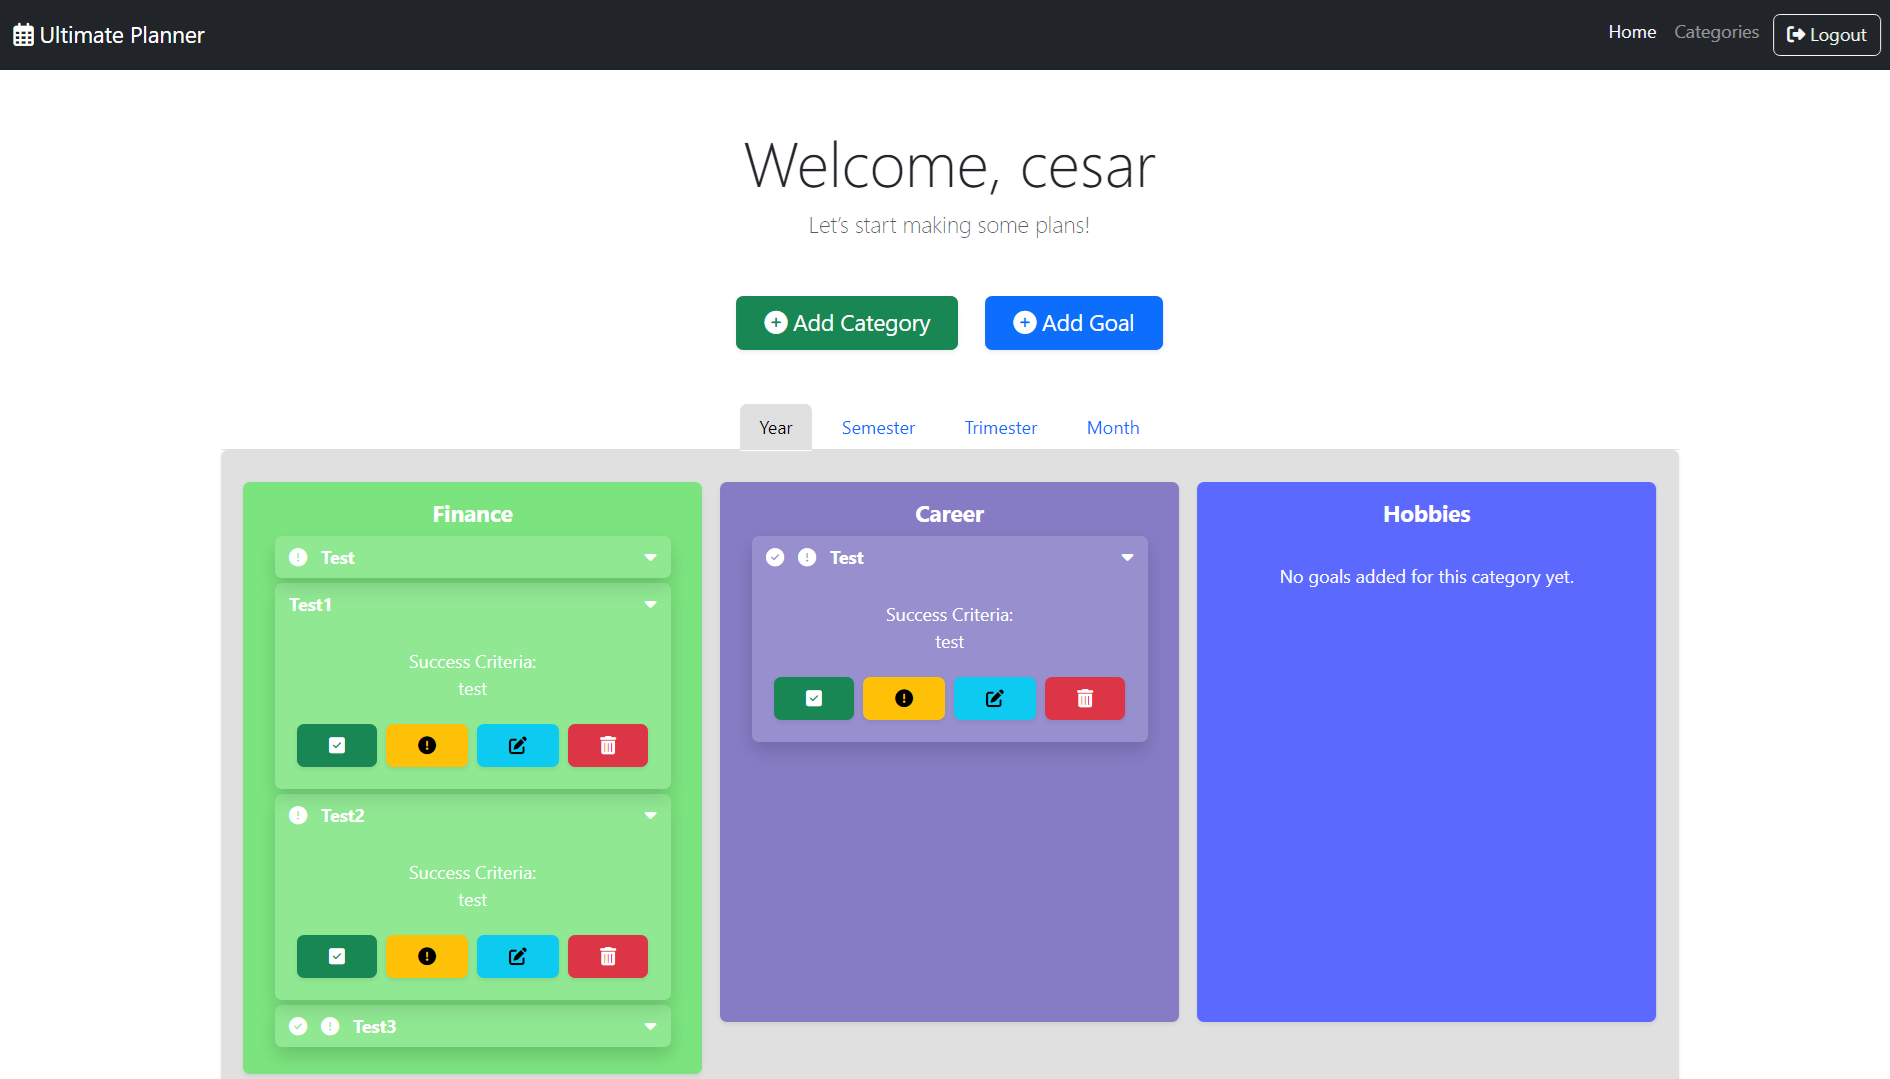 Ultimate Planner
Home Categories Logout
Welcome, cesar
Let's start making some plans!
Add Category Add Goal
Year Semester Trimester Month
Finance
Test
Test1
Success Criteria:
test
Test2
Success Criteria:
test
Test3
Career
Test
Success Criteria:
test
Hobbies
No goals added for this category yet.